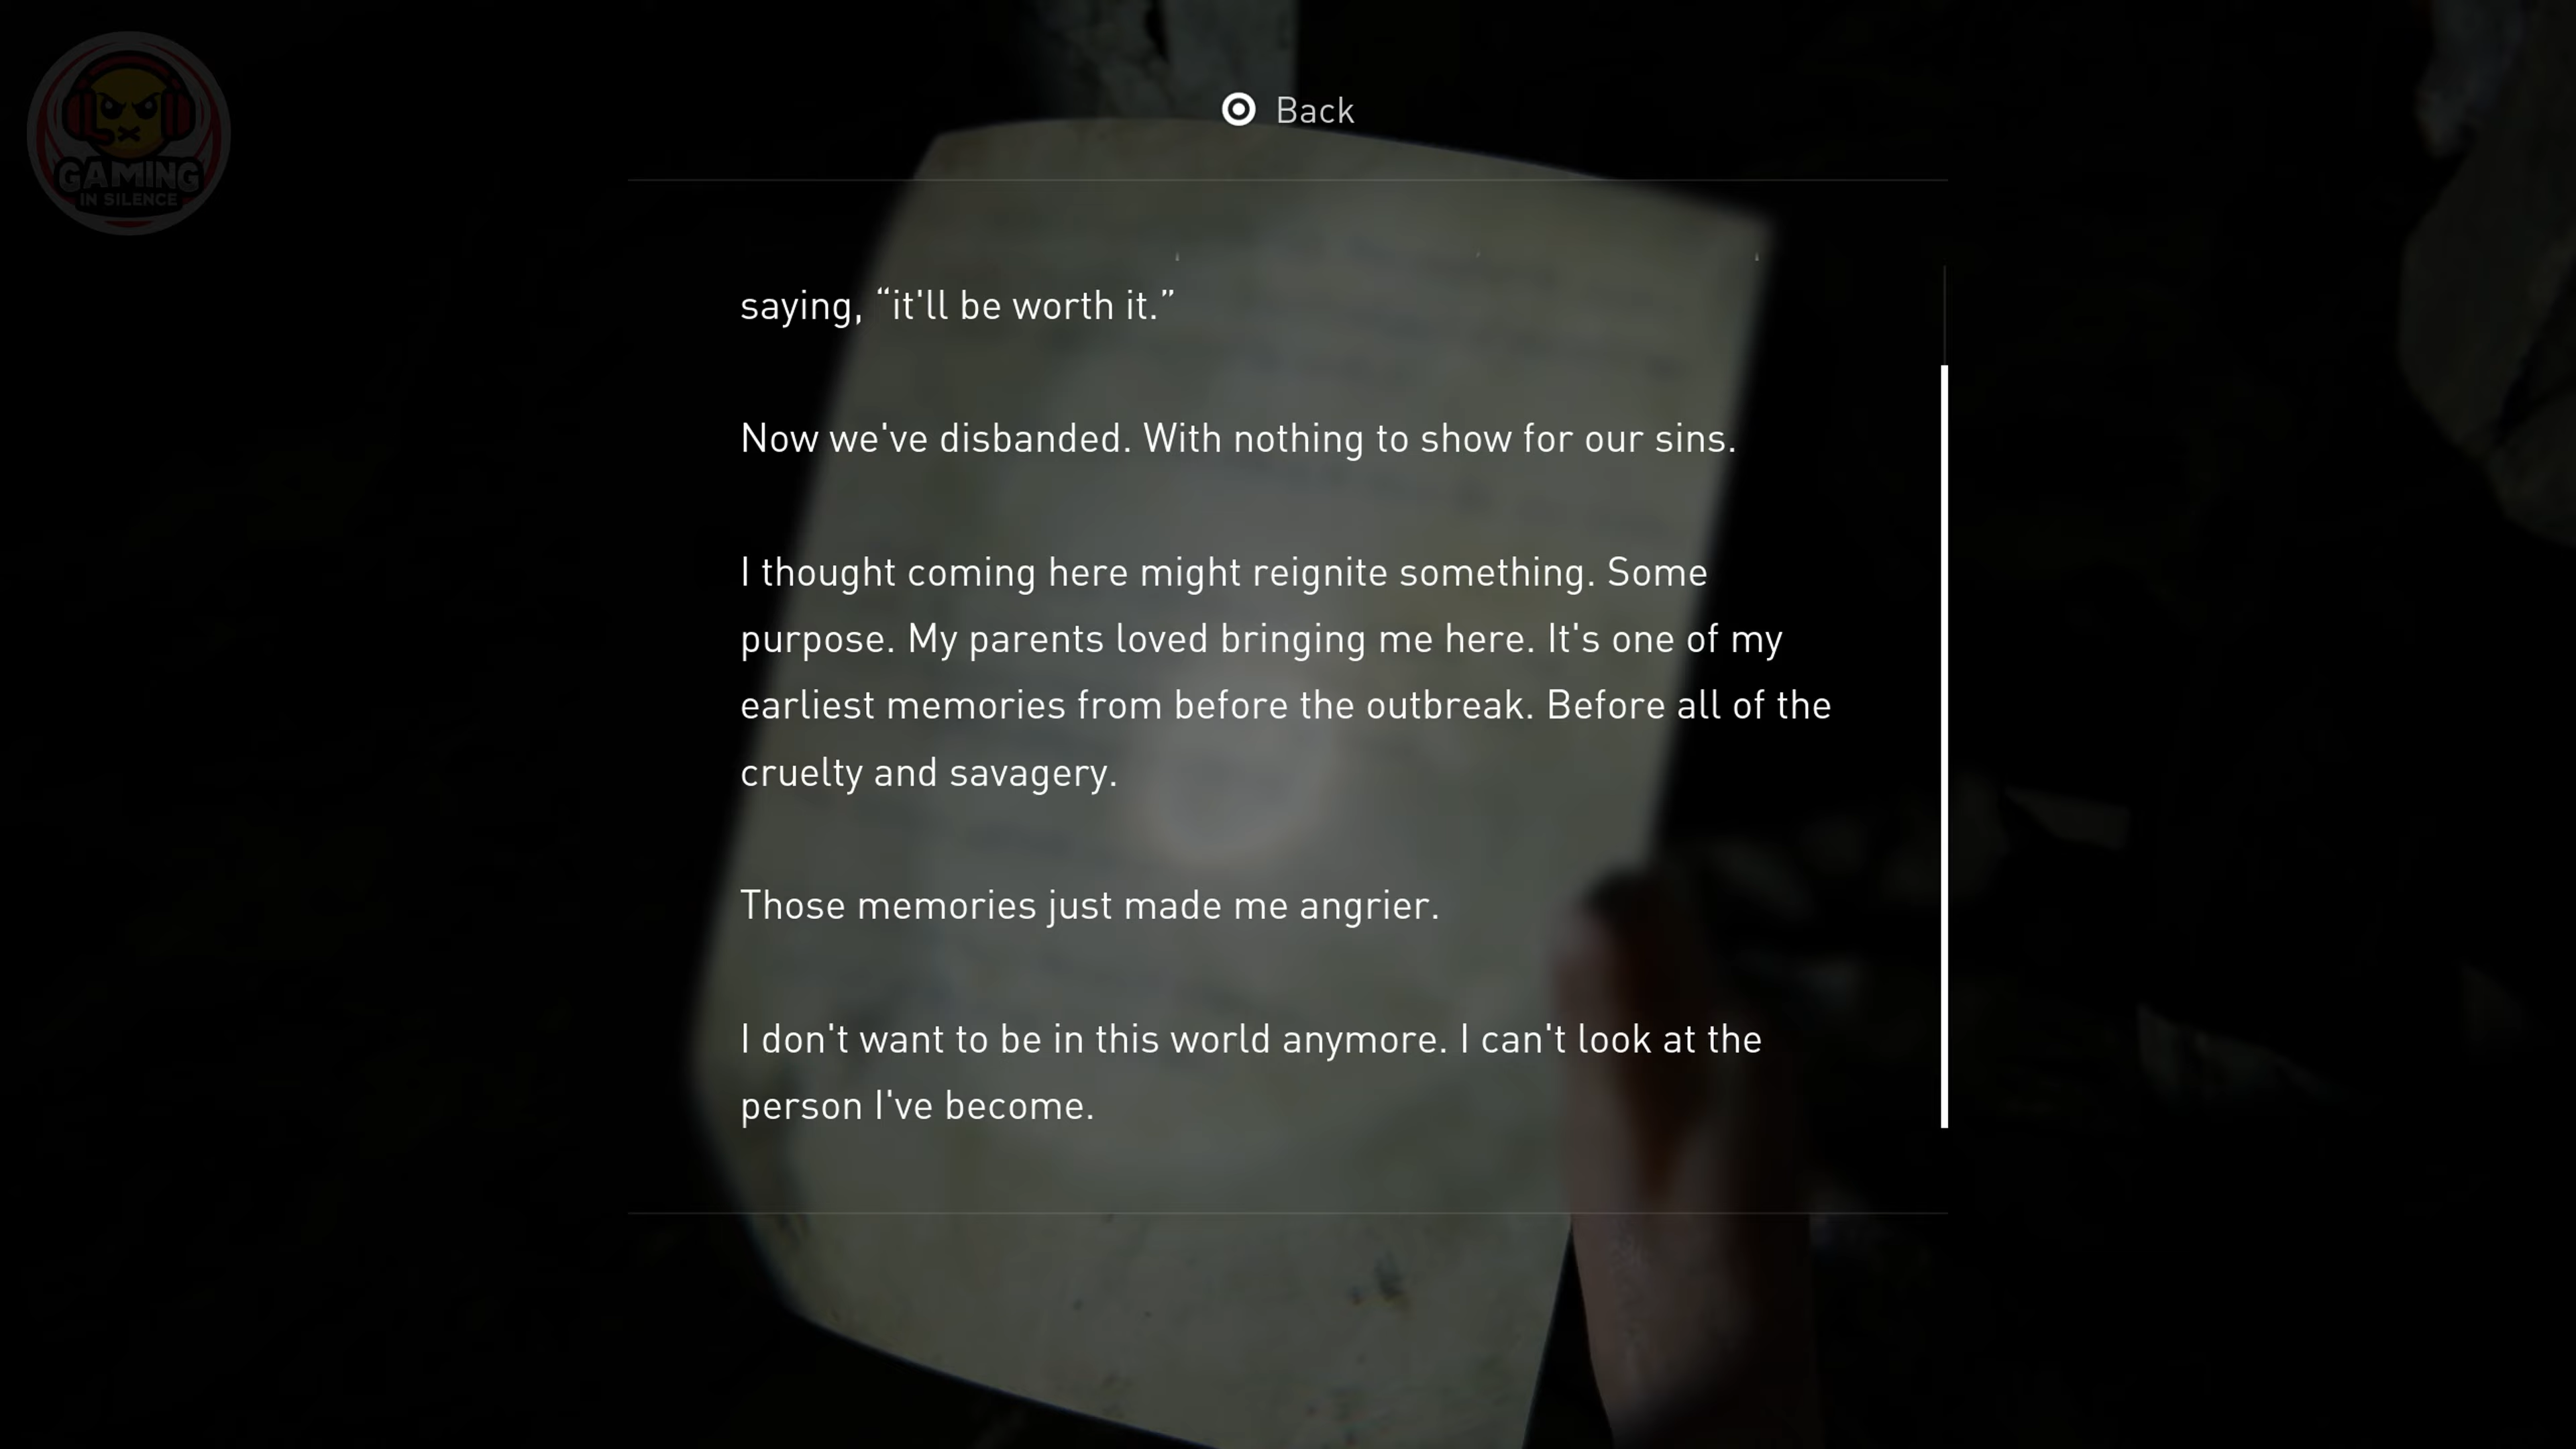 GAMING
IN SILENCE
Back
saying, “it'll be worth it.”
Now we've disbanded. With nothing to show for our sins.
I thought coming here might reignite something. Some
purpose. My parents loved bringing me here. It's one of my
earliest memories from before the outbreak. Before all of the
cruelty and savagery.
Those memories just made me angrier.
I don't want to be in this world anymore. I can't look at the
person I've become.